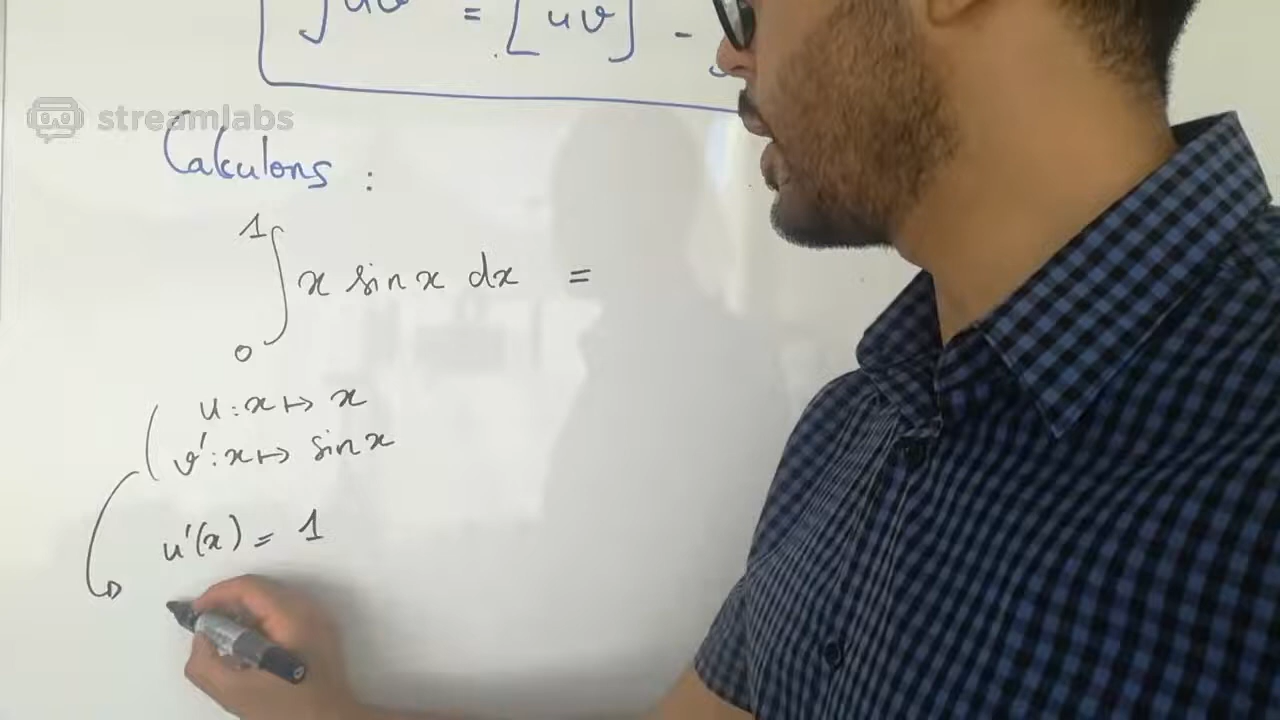 = [uv] -
streamlabs
Calculons :
1
∫ x sin x dx =
0
u : x ↦ x
v' : x ↦ sin x
u'(x) = 1